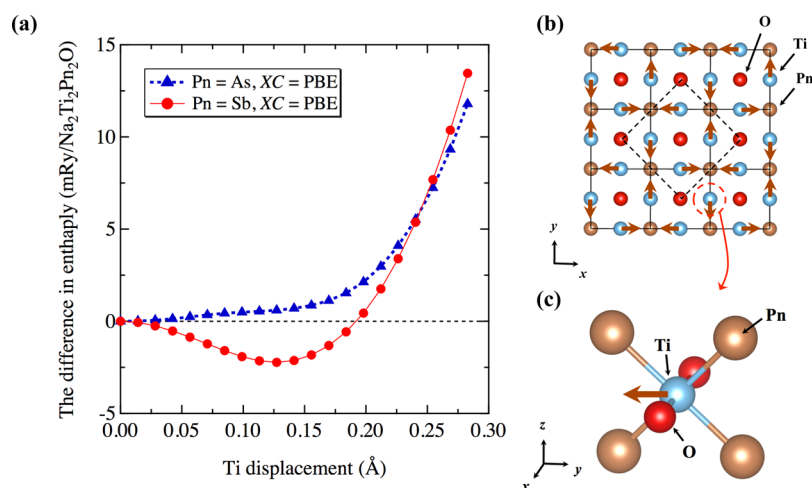 (a)
The difference in enthaply (mRy/Na₂Ti₂Pn₂O)
15
10
5
0
-5
Pn = As, XC = PBE
Pn = Sb, XC = PBE
0.00 0.05 0.10 0.15 0.20 0.25 0.30
Ti displacement (Å)
(b)
O
Ti
Pn
y
x
(c)
Pn
Ti
O
z
y
x